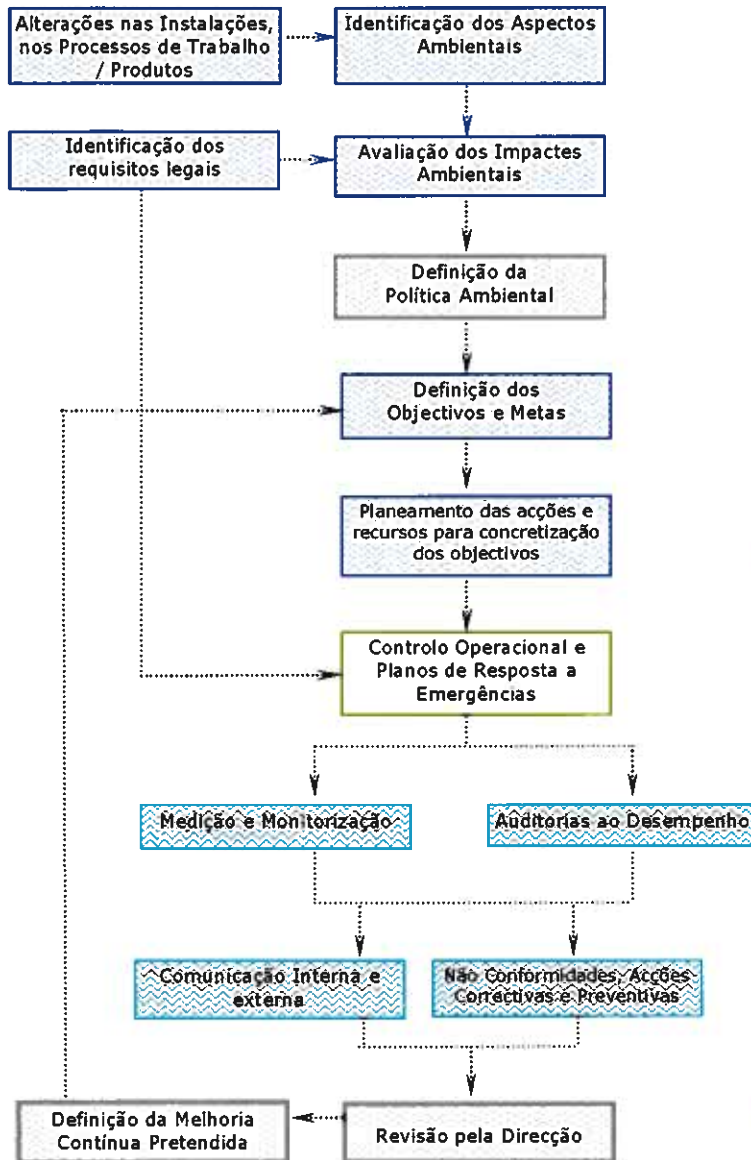 Alterações nas Instalações,
nos Processos de Trabalho
/ Produtos
Identificação dos Aspectos
Ambientais
Identificação dos
requisitos legais
Avaliação dos Impactes
Ambientais
Definição da
Política Ambiental
Definição dos
Objectivos e Metas
Planeamento das acções e
recursos para concretização
dos objectivos
Controlo Operacional e
Planos de Resposta a
Emergências
Medição e Monitorização
Auditorias ao Desempenho
Comunicação Interna e
externa
Não Conformidades, Acções
Correctivas e Preventivas
Definição da Melhoria
Contínua Pretendida
Revisão pela Direcção